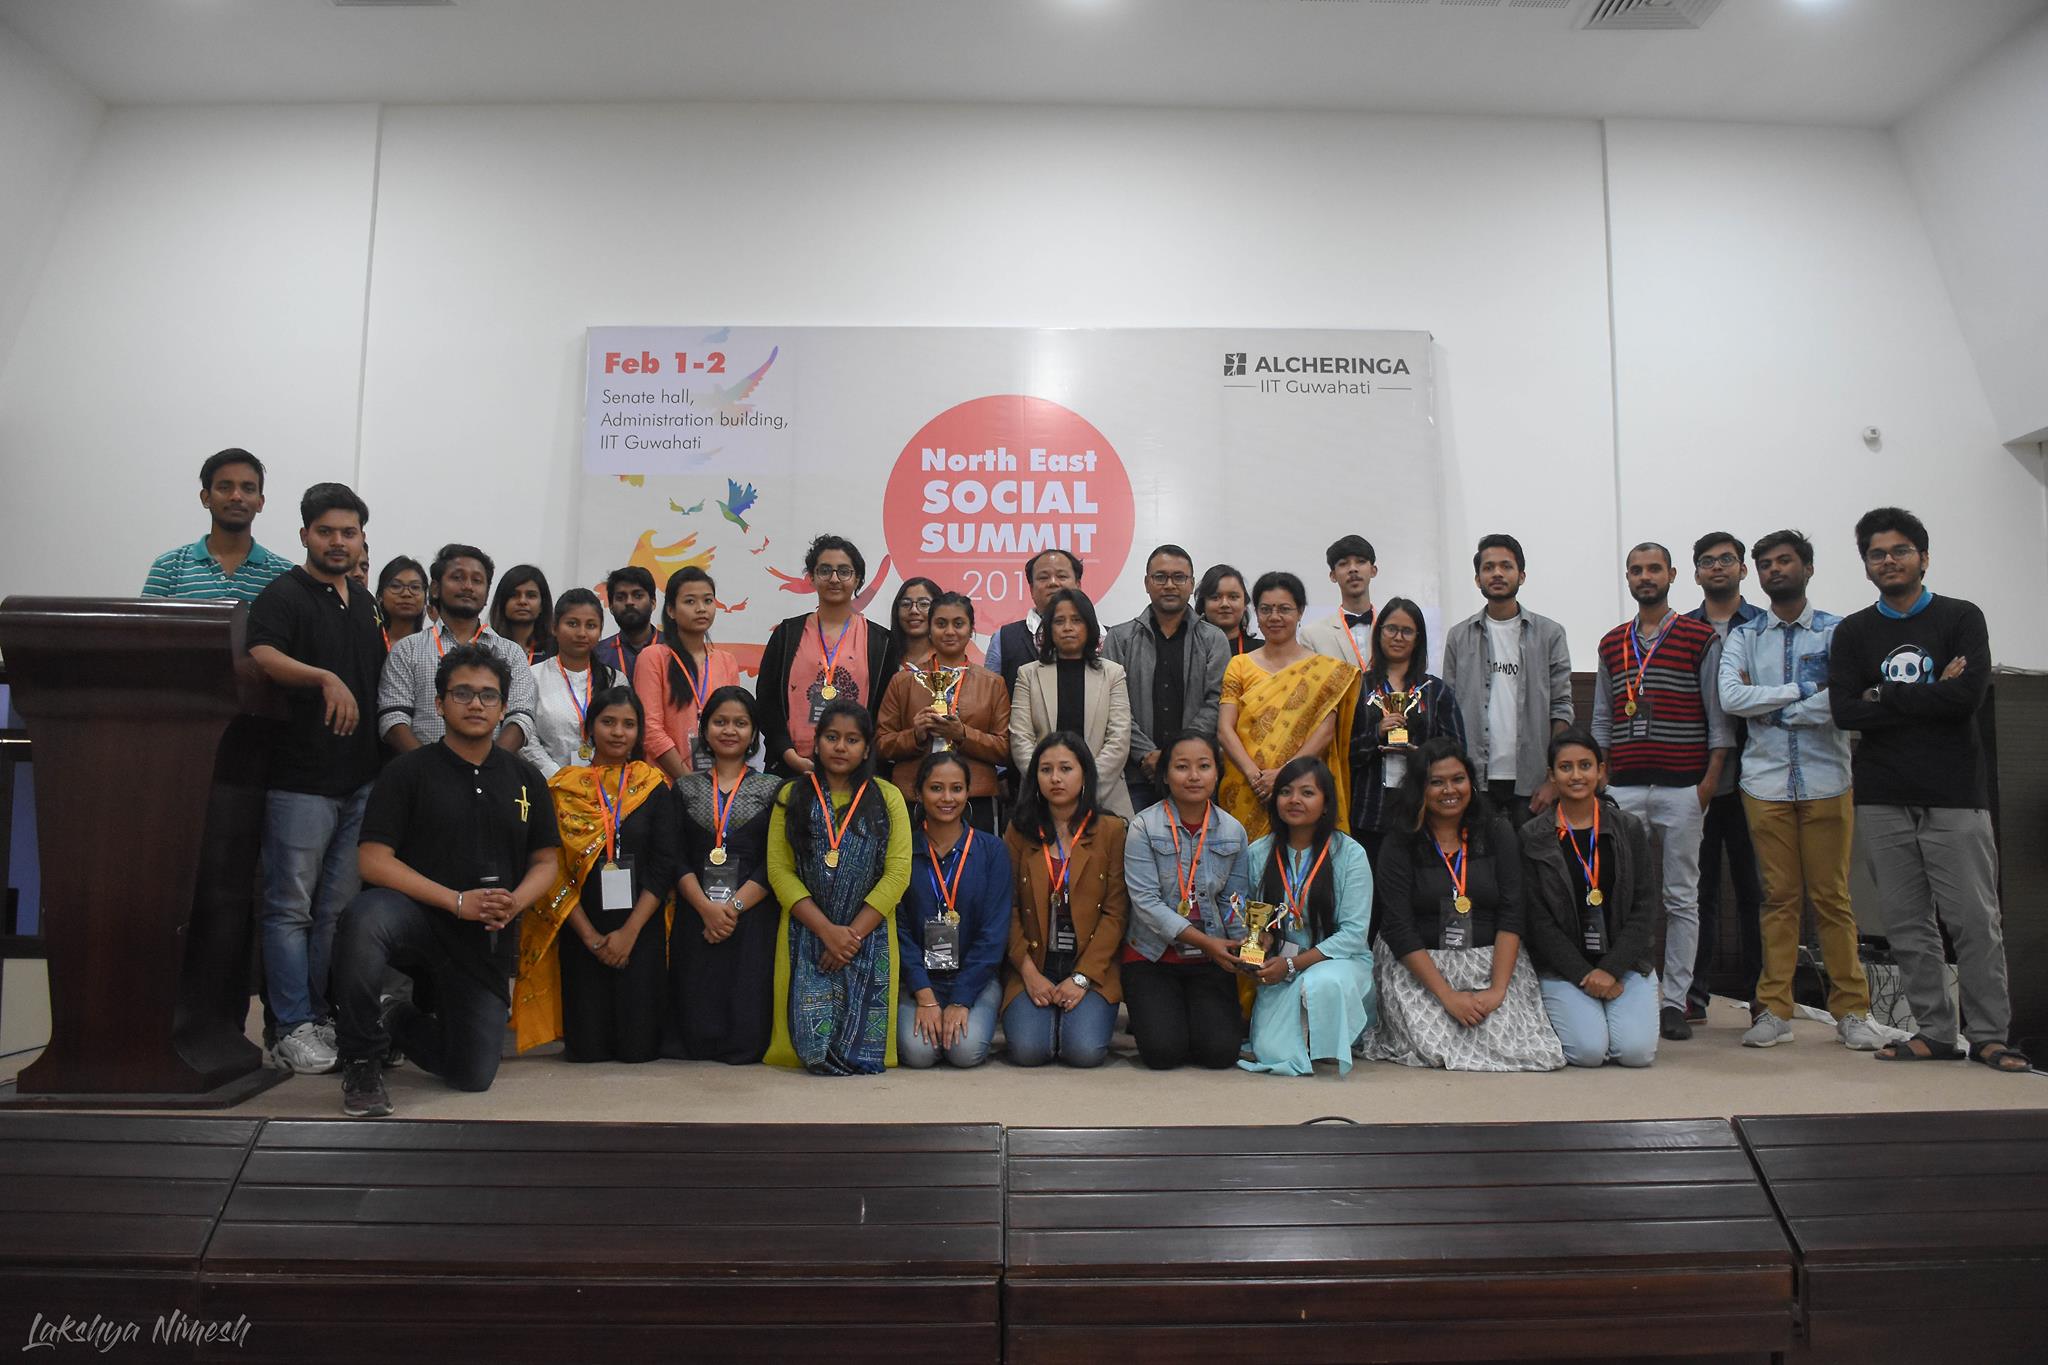 Feb 1-2
Senate hall,
Administration building,
IIT Guwahati
ALCHERINGA
IIT Guwahati
North East
SOCIAL
SUMMIT
Lakshya Nimesh